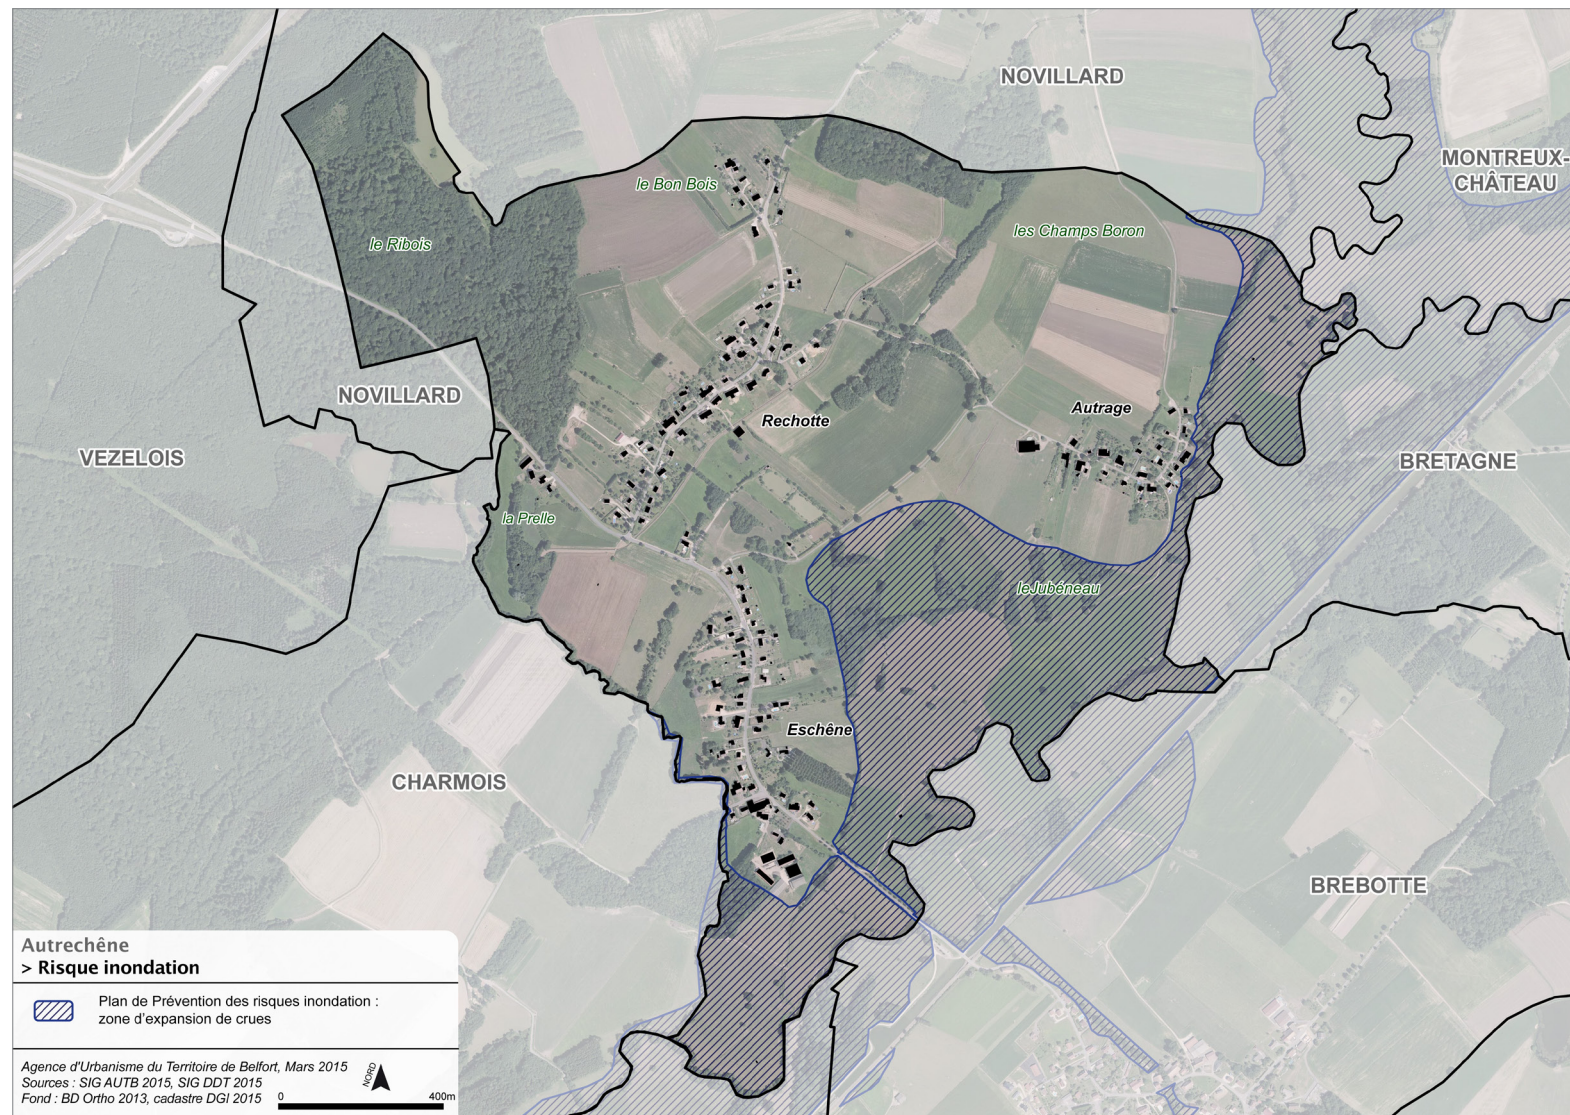 NOVILLARD
MONTREUX-
CHÂTEAU
le Bon Bois
le Ribois
les Champs Boron
NOVILLARD
Rechotte
Autrage
VEZELOIS
BRETAGNE
la Prelle
leJubéneau
Eschêne
CHARMOIS
BREBOTTE
Autrechêne
> Risque inondation
Plan de Prévention des risques inondation :
zone d'expansion de crues
Agence d'Urbanisme du Territoire de Belfort, Mars 2015
Sources : SIG AUTB 2015, SIG DDT 2015
Fond : BD Ortho 2013, cadastre DGI 2015
NORD
0 400m